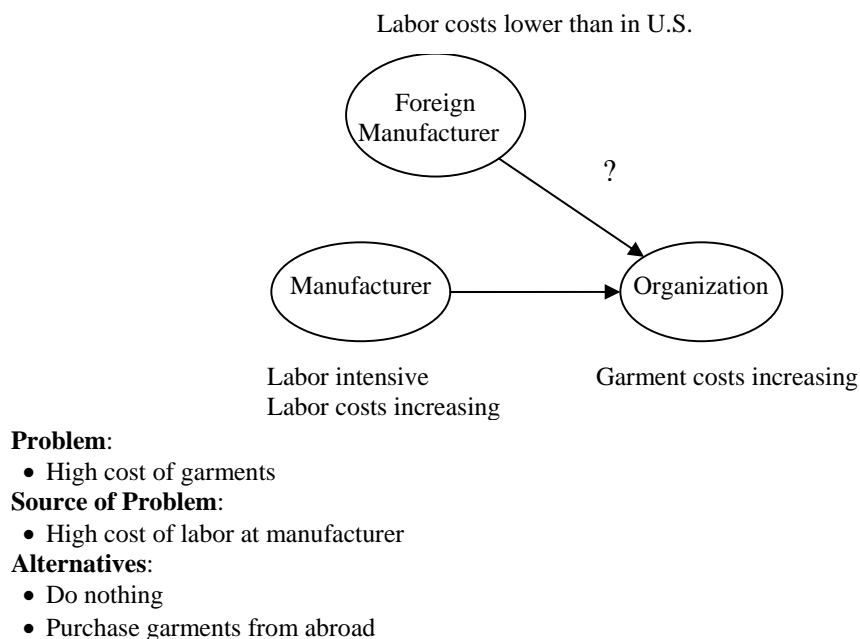 Labor costs lower than in U.S.
Foreign
Manufacturer
?
Manufacturer
Organization
Labor intensive
Labor costs increasing
Garment costs increasing
Problem:
• High cost of garments
Source of Problem:
• High cost of labor at manufacturer
Alternatives:
• Do nothing
• Purchase garments from abroad